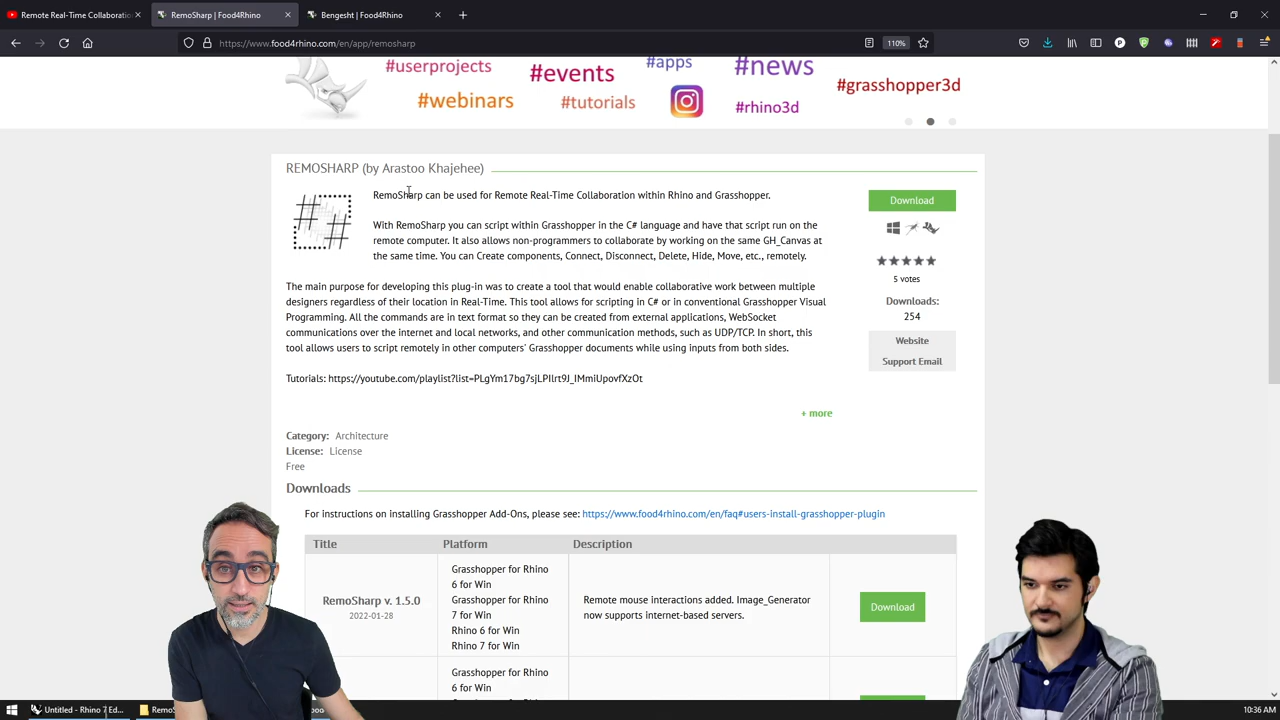 Remote Real-Time Collaboratio
RemoSharp | Food4Rhino
Bengesht | Food4Rhino
https://www.food4rhino.com/en/app/remosharp
110%
#userprojects
#events
#apps
#news
#webinars
#tutorials
#rhino3d
#grasshopper3d
REMOSHARP (by Arastoo Khajehee)
RemoSharp can be used for Remote Real-Time Collaboration within Rhino and Grasshopper.
With RemoSharp you can script within Grasshopper in the C# language and have that script run on the
remote computer. It also allows non-programmers to collaborate by working on the same GH_Canvas at
the same time. You can Create components, Connect, Disconnect, Delete, Hide, Move, etc., remotely.
The main purpose for developing this plug-in was to create a tool that would enable collaborative work between multiple
designers regardless of their location in Real-Time. This tool allows for scripting in C# or in conventional Grasshopper Visual
Programming. All the commands are in text format so they can be created from external applications, WebSocket
communications over the internet and local networks, and other communication methods, such as UDP/TCP. In short, this
tool allows users to script remotely in other computers' Grasshopper documents while using inputs from both sides.
Tutorials: https://youtube.com/playlist?list=PLgYm17bg7sjLPIlrt9J_IMmiUpovfXzOt
+ more
Download
5 votes
Downloads:
254
Website
Support Email
Category: Architecture
License: License
Free
Downloads
For instructions on installing Grasshopper Add-Ons, please see: https://www.food4rhino.com/en/faq#users-install-grasshopper-plugin
Title Platform Description
RemoSharp v. 1.5.0
2022-01-28
Grasshopper for Rhino
6 for Win
Grasshopper for Rhino
7 for Win
Rhino 6 for Win
Rhino 7 for Win
Remote mouse interactions added. Image_Generator
now supports internet-based servers.
Download
Grasshopper for Rhino
6 for Win
Untitled - Rhino 7 Ed...
10:36 AM